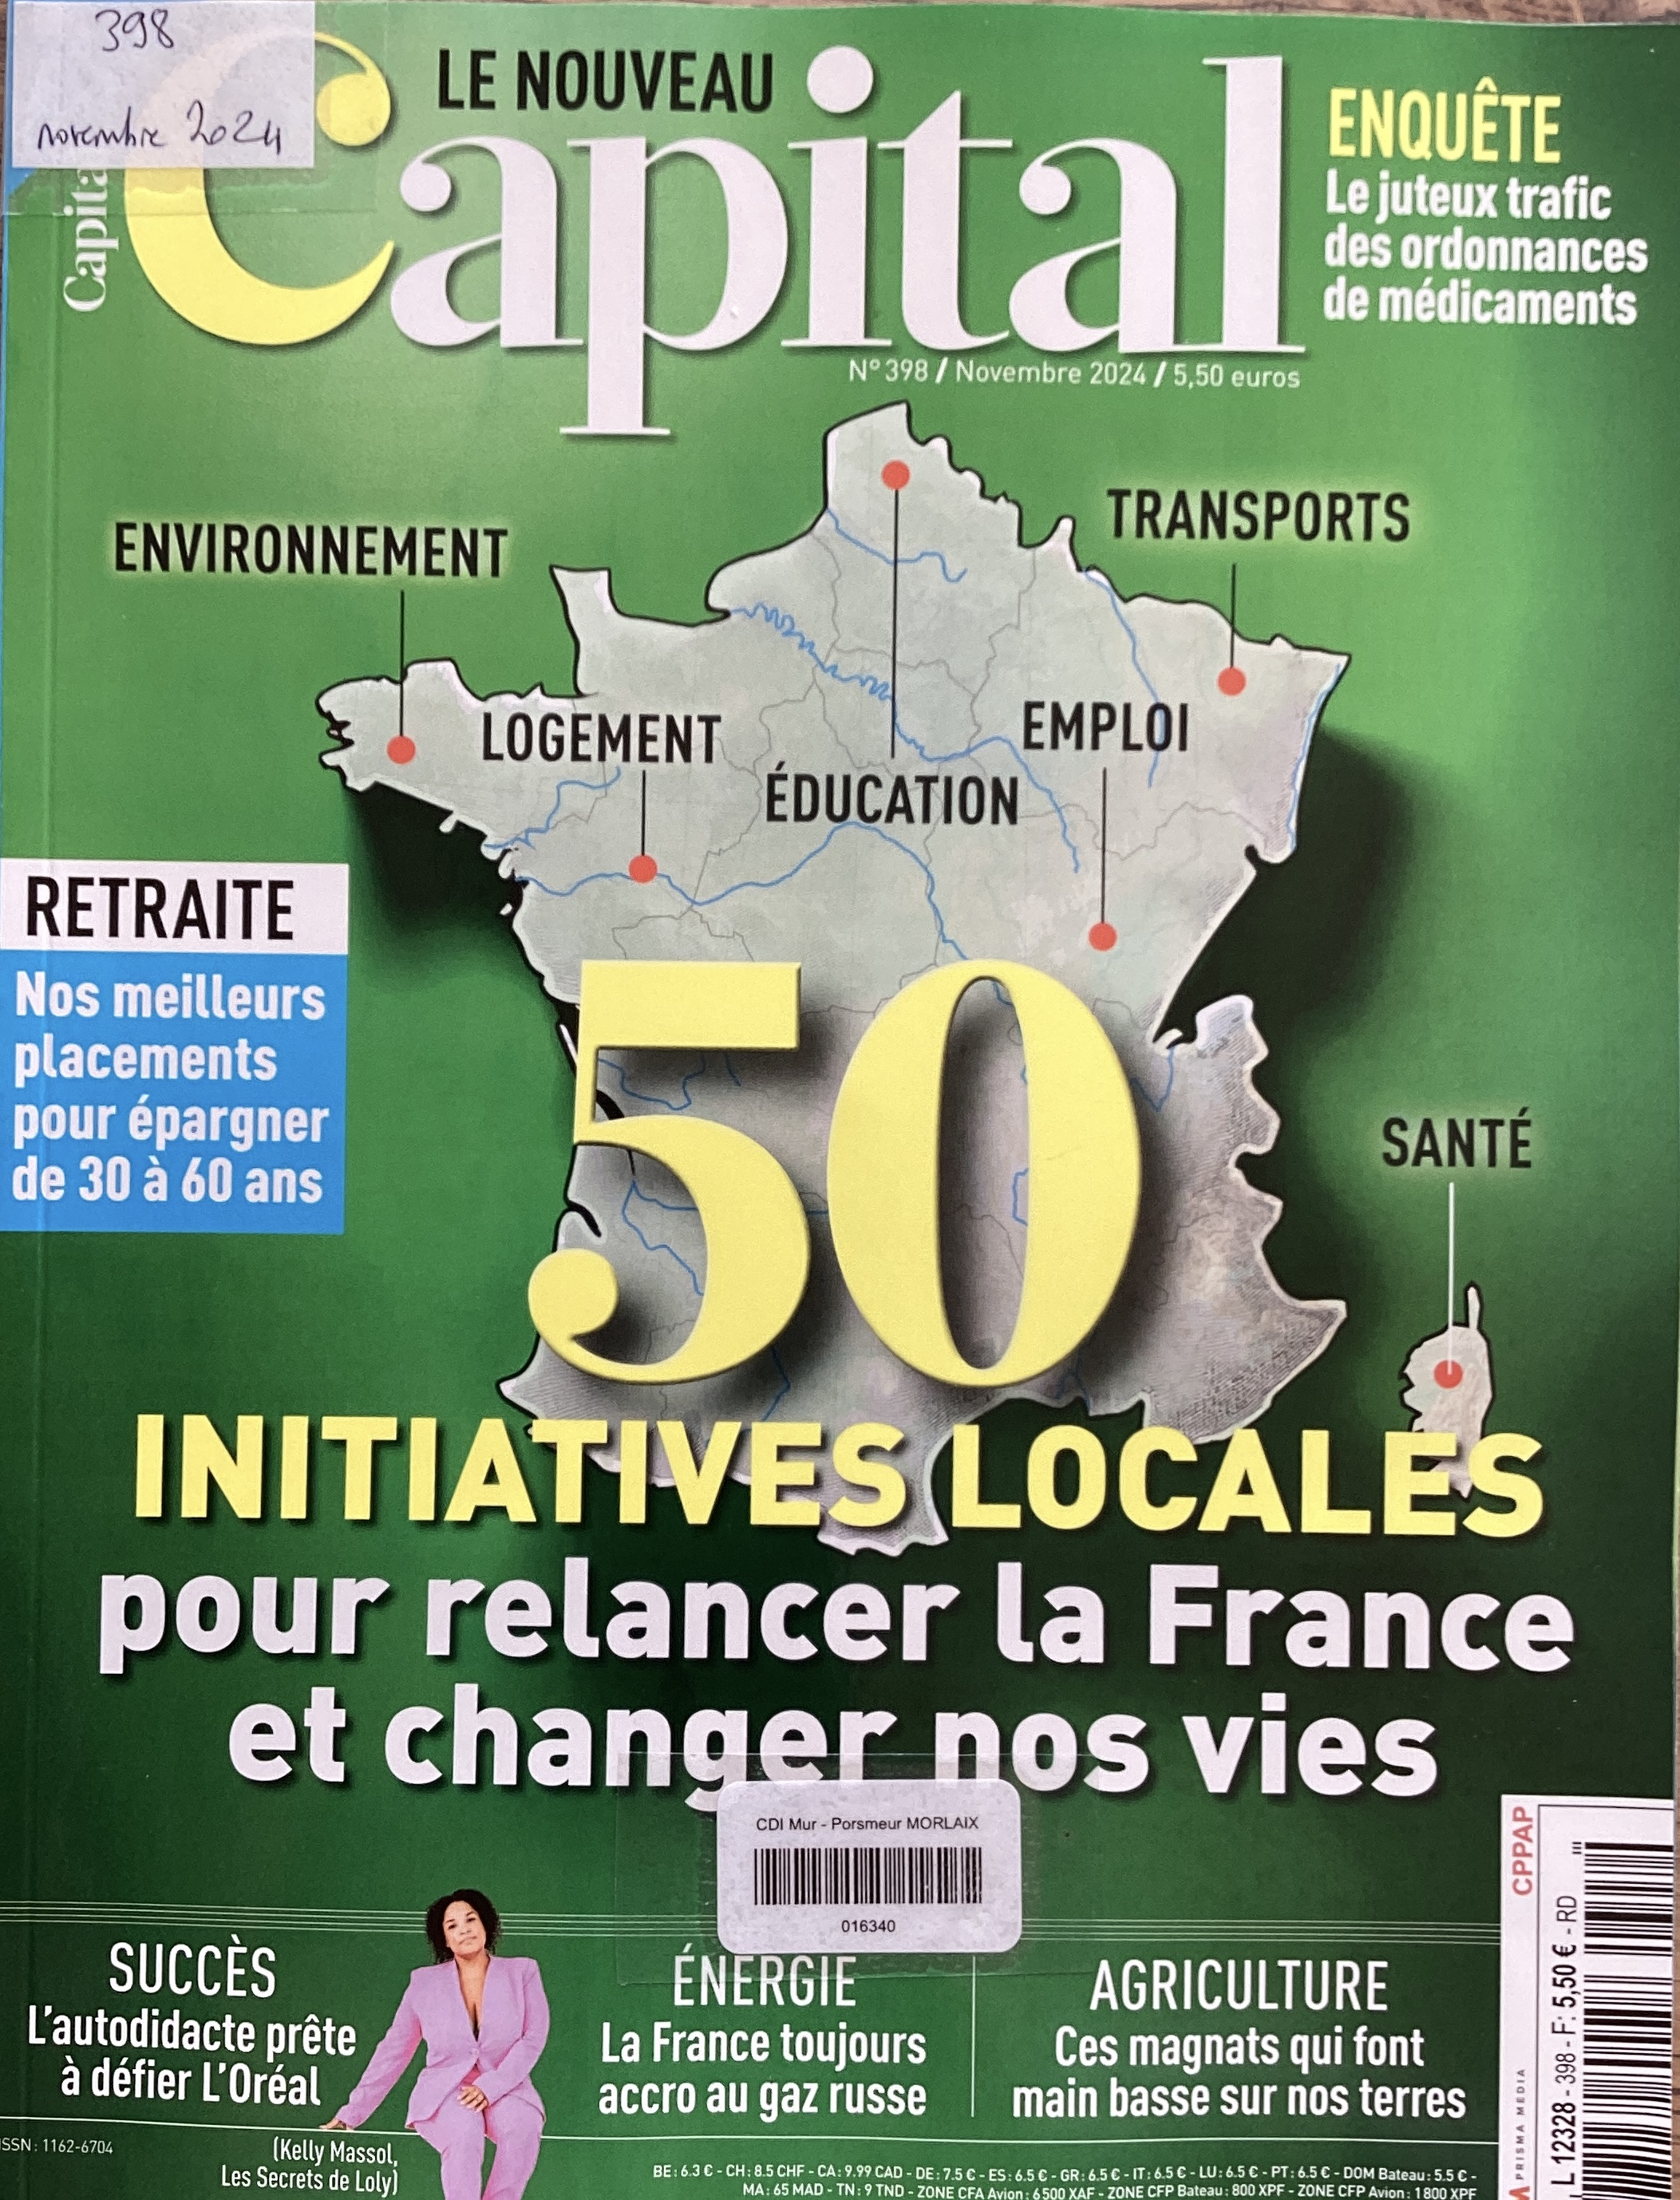 398
novembre 2024
Capita
LE NOUVEAU
Capital
ENQUÊTE
Le juteux trafic
des ordonnances
de médicaments
N° 398 / Novembre 2024 / 5,50 euros
ENVIRONNEMENT
TRANSPORTS
LOGEMENT
EMPLOI
ÉDUCATION
RETRAITE
Nos meilleurs
placements
pour épargner
de 30 à 60 ans
SANTÉ
50
INITIATIVES LOCALES
pour relancer la France
et changer nos vies
CDI Mur - Porsmeur MORLAIX
016340
SUCCÈS
L'autodidacte prête
à défier L'Oréal
(Kelly Massol,
Les Secrets de Loly)
ÉNERGIE
La France toujours
accro au gaz russe
AGRICULTURE
Ces magnats qui font
main basse sur nos terres
ISSN : 1162-6704
BE : 6.3 € - CH : 8.5 CHF - CA : 9.99 CAD - DE : 7.5 € - ES : 6.5 € - GR : 6.5 € - IT : 6.5 € - LU : 6.5 € - PT : 6.5 € - DOM Bateau : 5.5 € -
MA : 65 MAD - TN : 9 TND - ZONE CFA Avion : 6500 XAF - ZONE CFP Bateau : 800 XPF - ZONE CFP Avion : 1800 XPF
CPPAP
PRISMA MEDIA
L 12328 - 398 - F: 5,50 € - RD